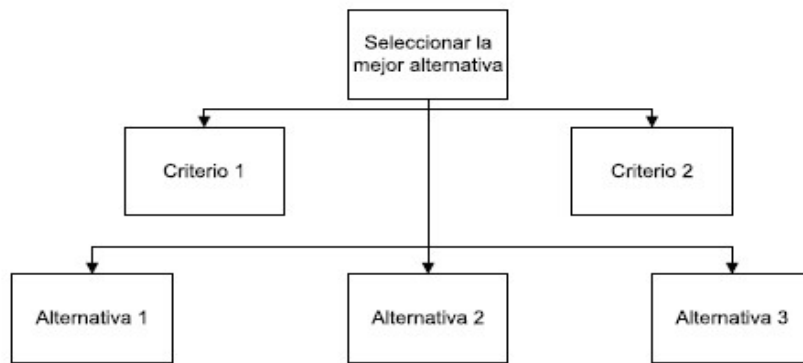 Seleccionar la
mejor alternativa
Criterio 1
Criterio 2
Alternativa 1
Alternativa 2
Alternativa 3